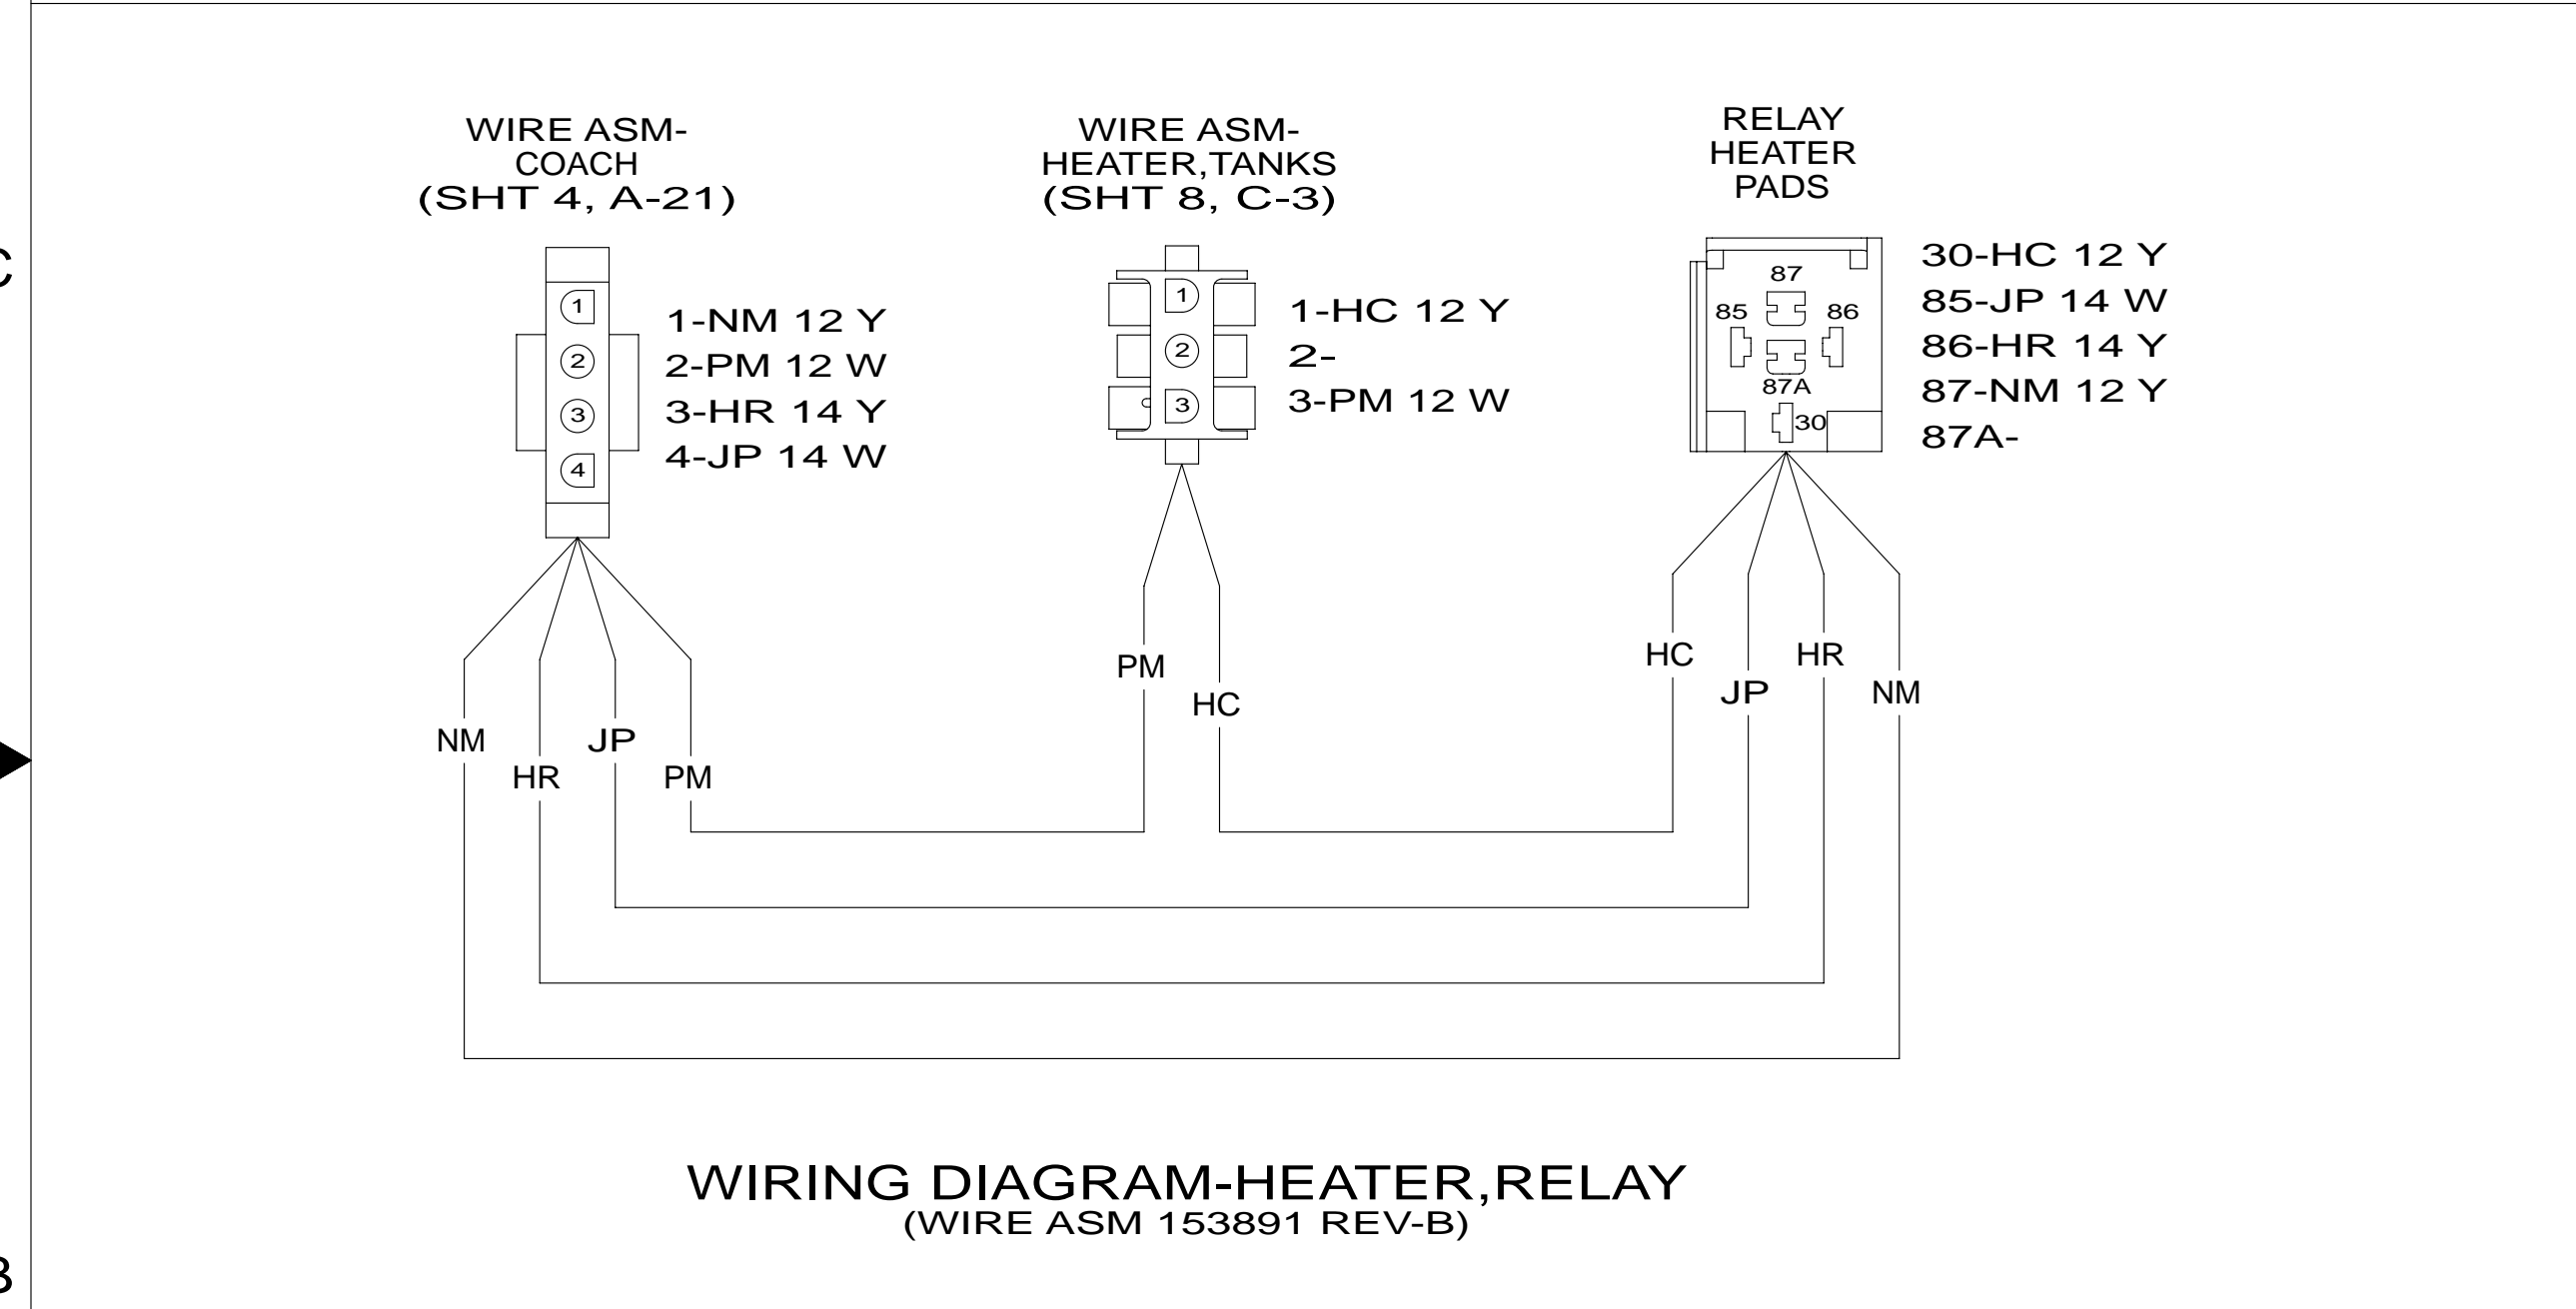 C
WIRE ASM-
COACH
(SHT 4, A-21)
1
2
3
4
1-NM 12 Y
2-PM 12 W
3-HR 14 Y
4-JP 14 W
WIRE ASM-
HEATER,TANKS
(SHT 8, C-3)
1
2
3
1-HC 12 Y
2-
3-PM 12 W
RELAY
HEATER
PADS
87
85 86
87A
30
30-HC 12 Y
85-JP 14 W
86-HR 14 Y
87-NM 12 Y
87A-
NM
HR
JP
PM
PM
HC
HC
JP
HR
NM
WIRING DIAGRAM-HEATER,RELAY
(WIRE ASM 153891 REV-B)
B